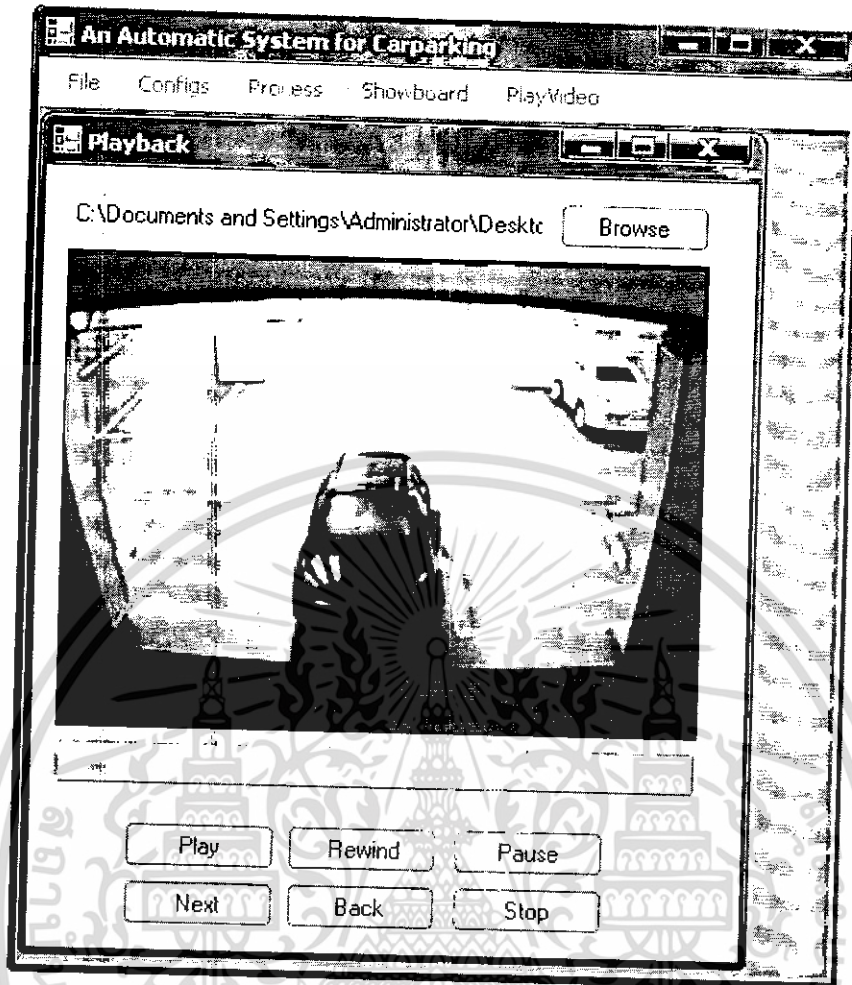 An Automatic System for Carparking
File Configs Process Showboard PlayVideo
Playback
C:\Documents and Settings\Administrator\Deskto Browse
Play Rewind Pause
Next Back Stop